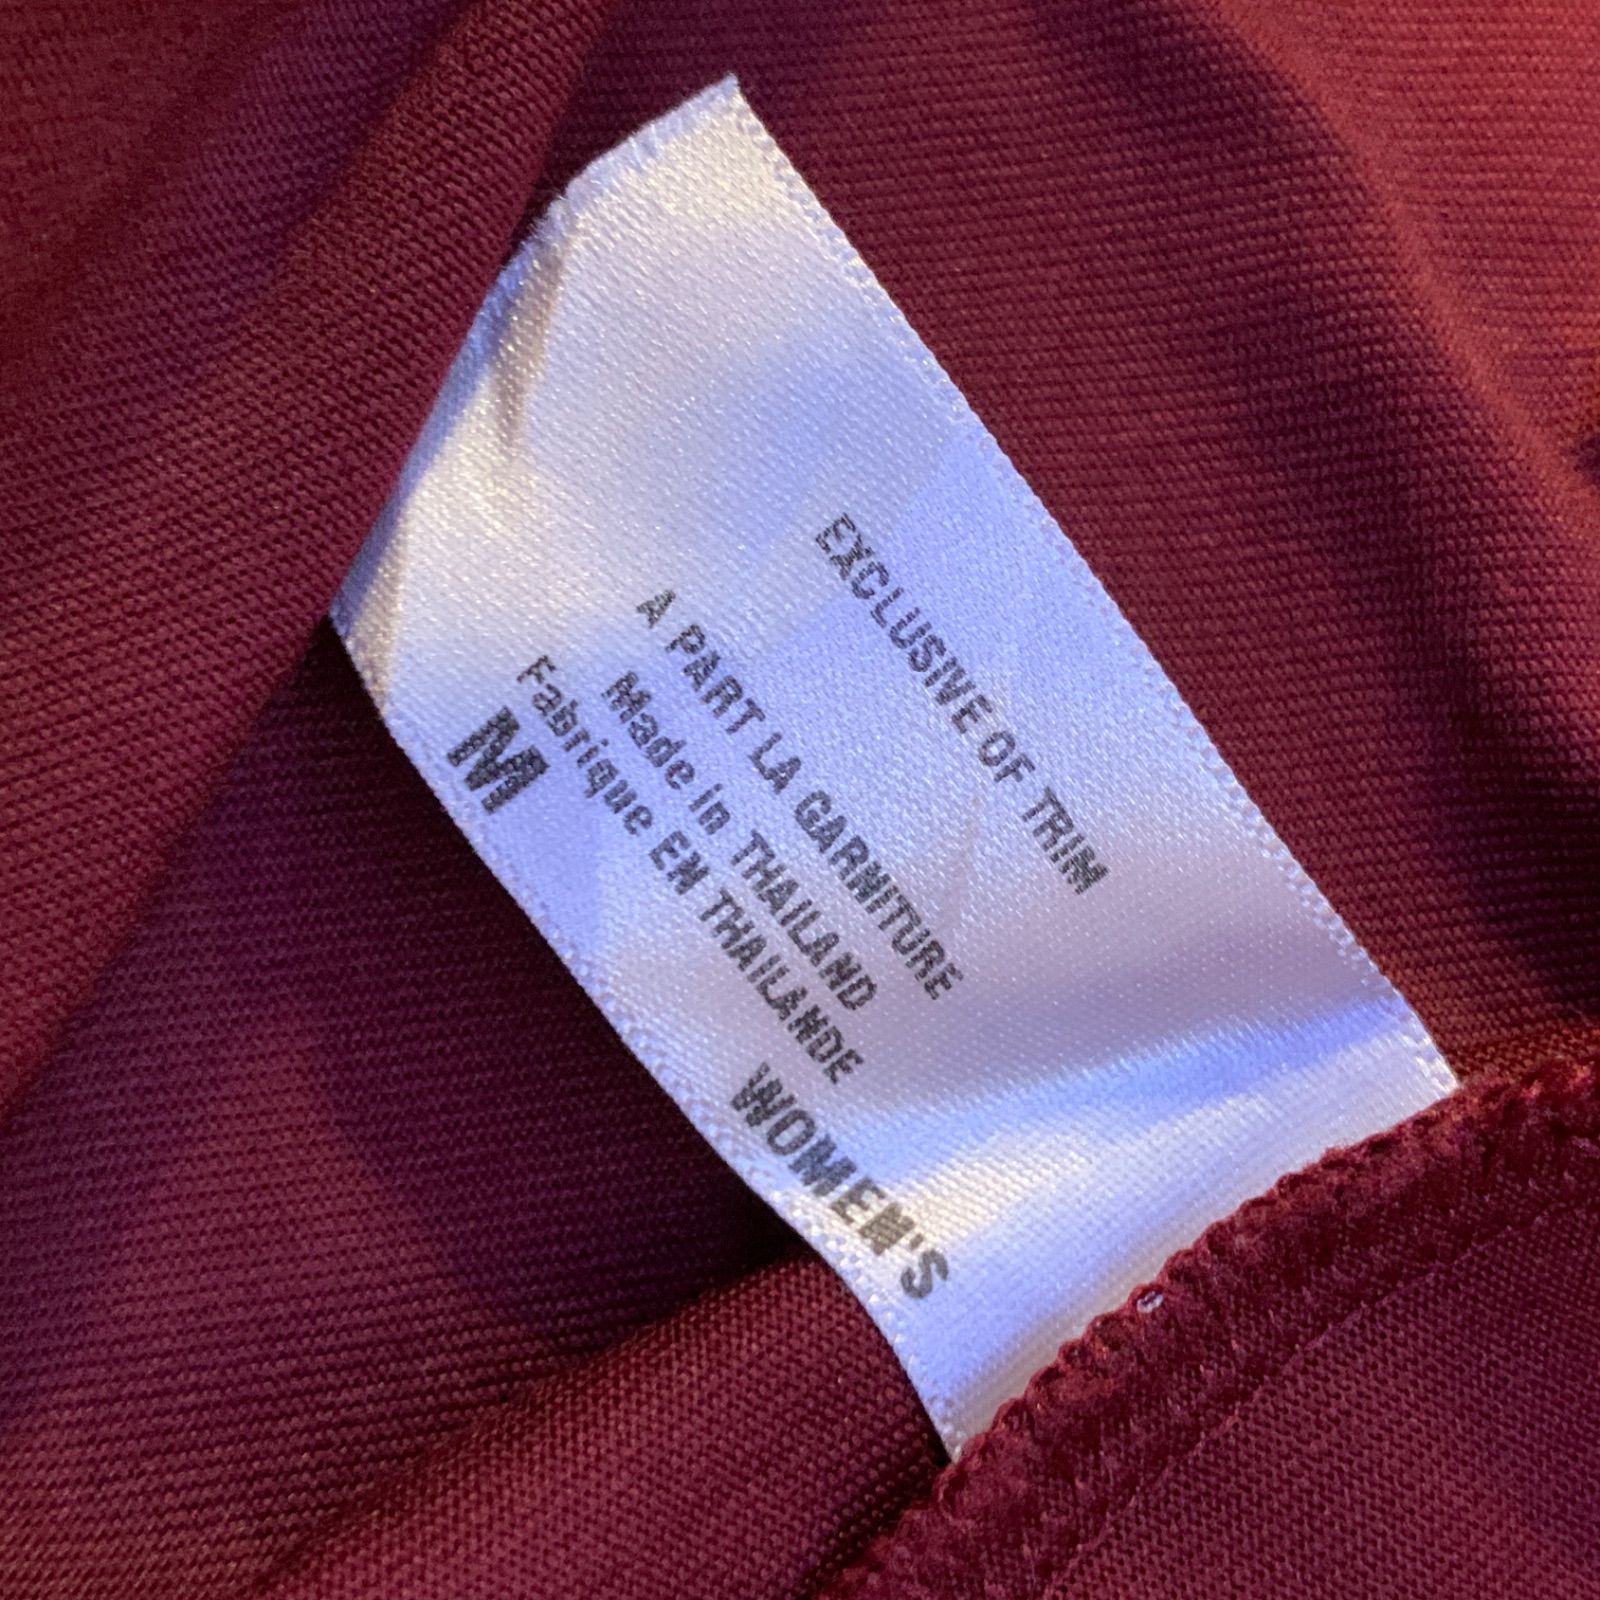 EXCLUSIVE OF TRIM
A PART LA GARNITURE
Made in THAILAND
Fabrique EN THAILANDE
M WOMEN'S